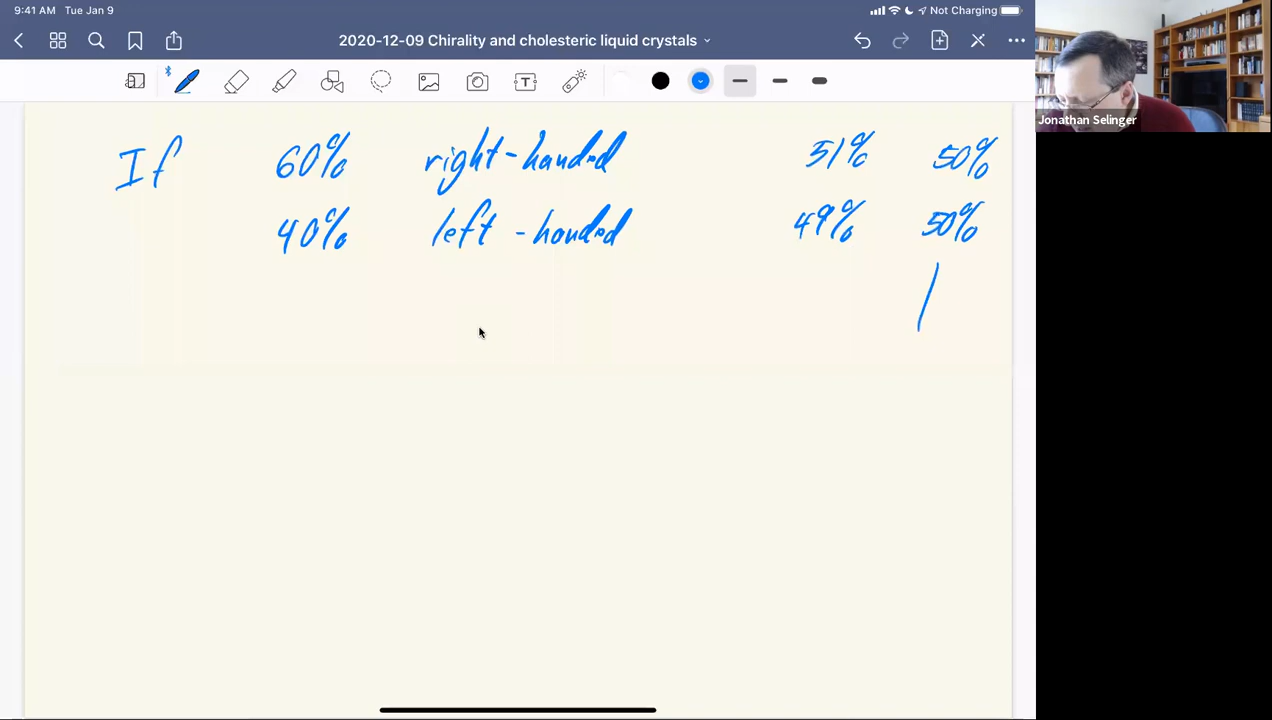 9:41 AM Tue Jan 9
Not Charging
2020-12-09 Chirality and cholesteric liquid crystals
T
Jonathan Selinger
If 60% right-handed 51% 50%
40% left-handed 49% 50%